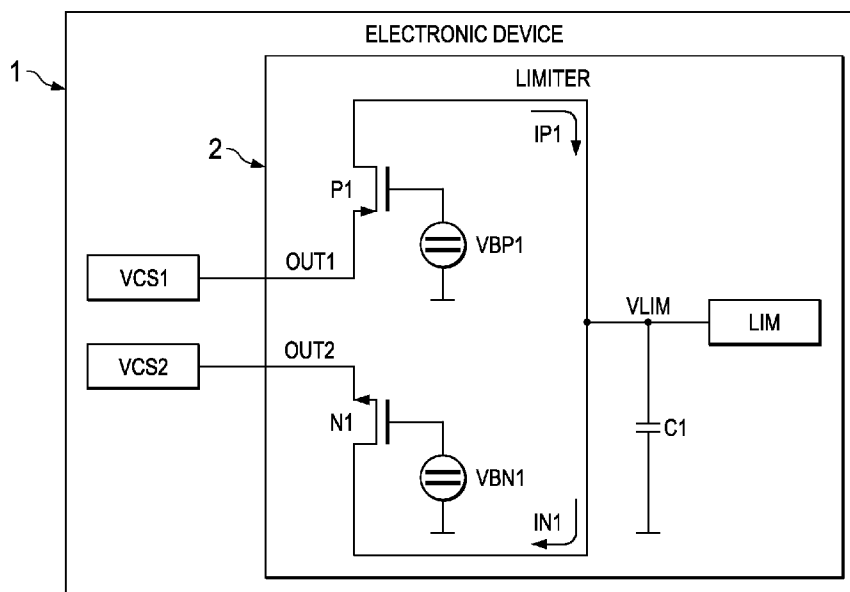 ELECTRONIC DEVICE
1
LIMITER
2
IP1
P1
VBP1
VCS1
OUT1
VLIM
LIM
VCS2
OUT2
N1
C1
VBN1
IN1